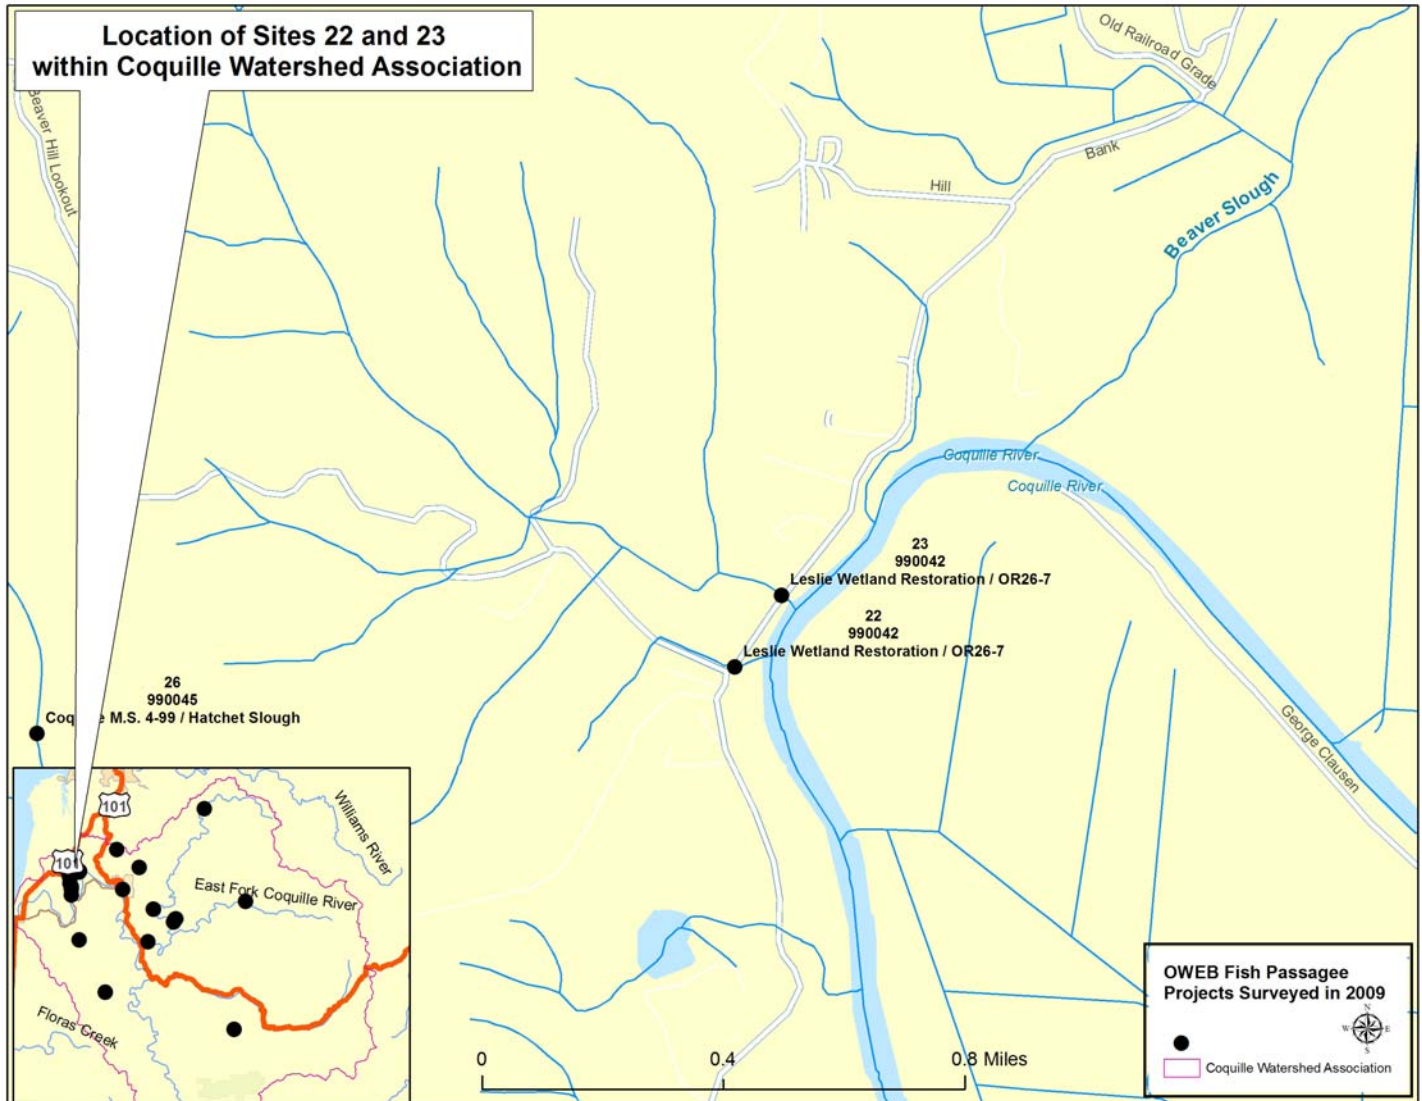 Location of Sites 22 and 23
within Coquille Watershed Association
Old Railroad Grade
Beaver Hill Lookout
Bank
Hill
Beaver Slough
Coquille River
Coquille River
23
990042
Leslie Wetland Restoration / OR26-7
22
990042
Leslie Wetland Restoration / OR26-7
26
990045
Coq e M.S. 4-99 / Hatchet Slough
George Clausen
101
101
Williams River
East Fork Coquille River
Floras Creek
0 0.4 0.8 Miles
OWEB Fish Passagee
Projects Surveyed in 2009
N
W E
S
Coquille Watershed Association